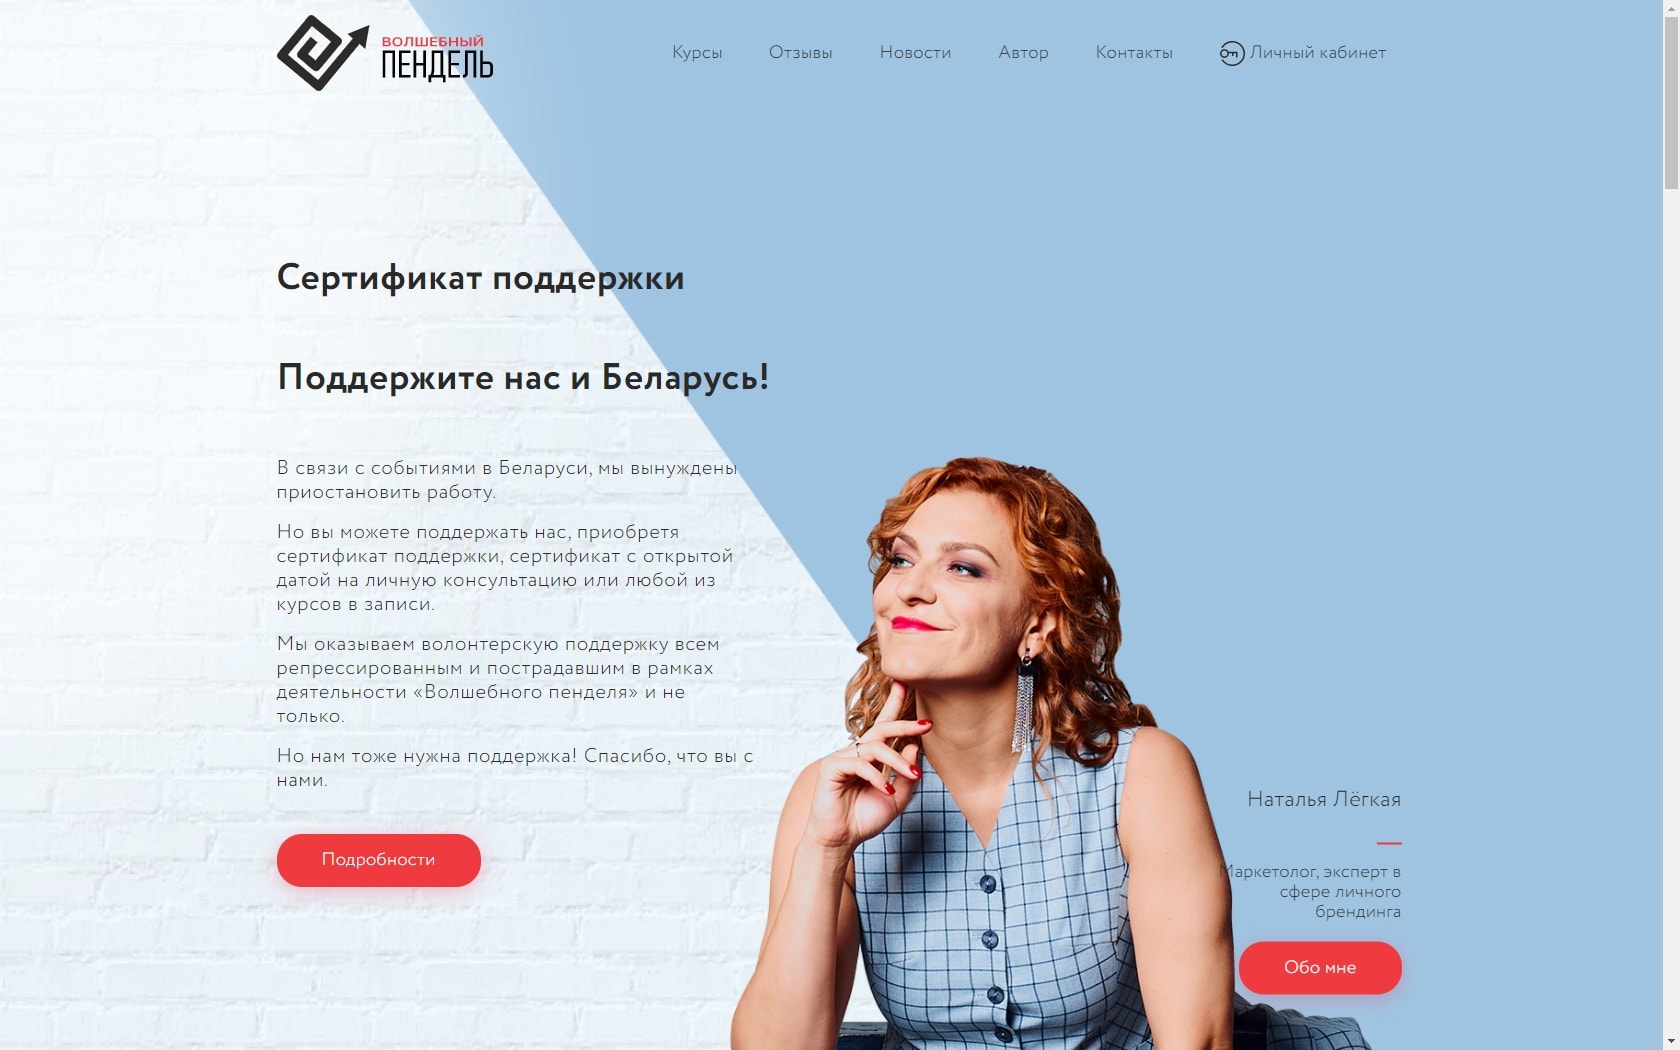 ВОЛШЕБНЫЙ
ПЕНДЕЛЬ
Курсы
Отзывы
Новости
Автор
Контакты
Личный кабинет
Сертификат поддержки
Поддержите нас и Беларусь!
В связи с событиями в Беларуси, мы вынуждены
приостановить работу.
Но вы можете поддержать нас, приобретя
сертификат поддержки, сертификат с открытой
датой на личную консультацию или любой из
курсов в записи.
Мы оказываем волонтерскую поддержку всем
репрессированным и пострадавшим в рамках
деятельности «Волшебного пенделя» и не
только.
Но нам тоже нужна поддержка! Спасибо, что вы с
нами.
Подробности
Наталья Лёгкая
Маркетолог, эксперт в
сфере личного
брендинга
Обо мне